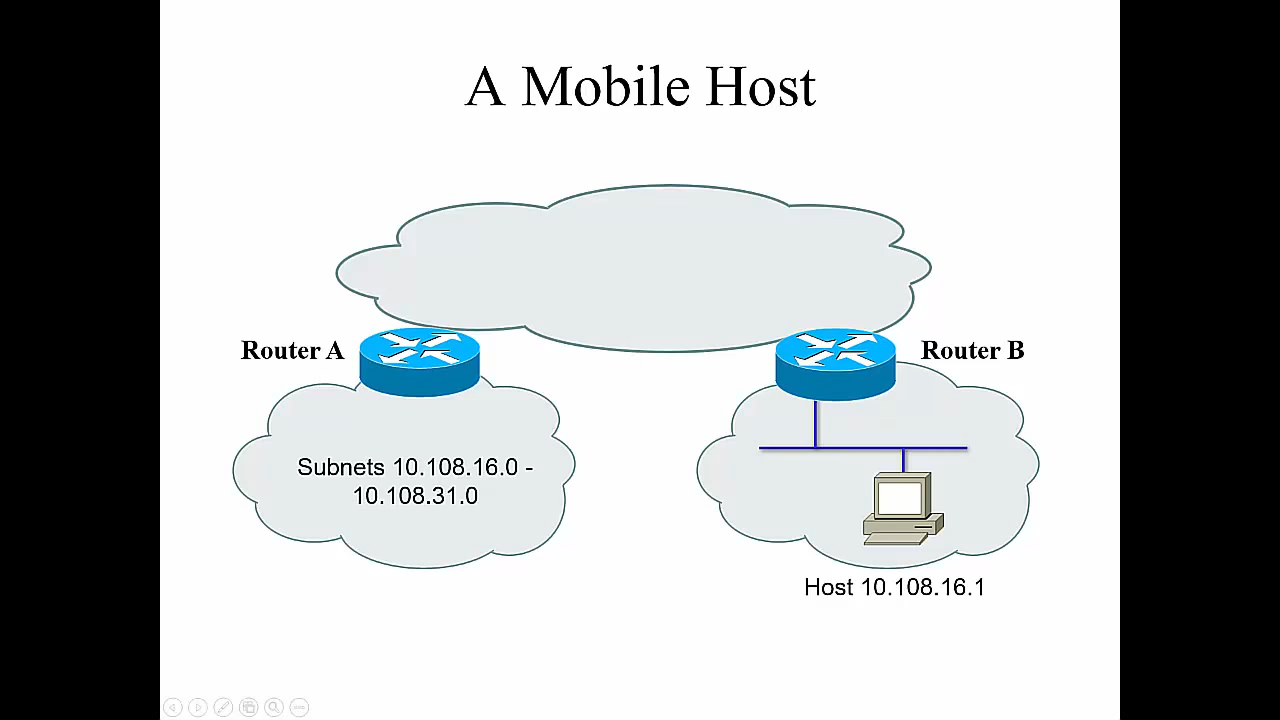 A Mobile Host
Router A
Router B
Subnets 10.108.16.0 -
10.108.31.0
Host 10.108.16.1